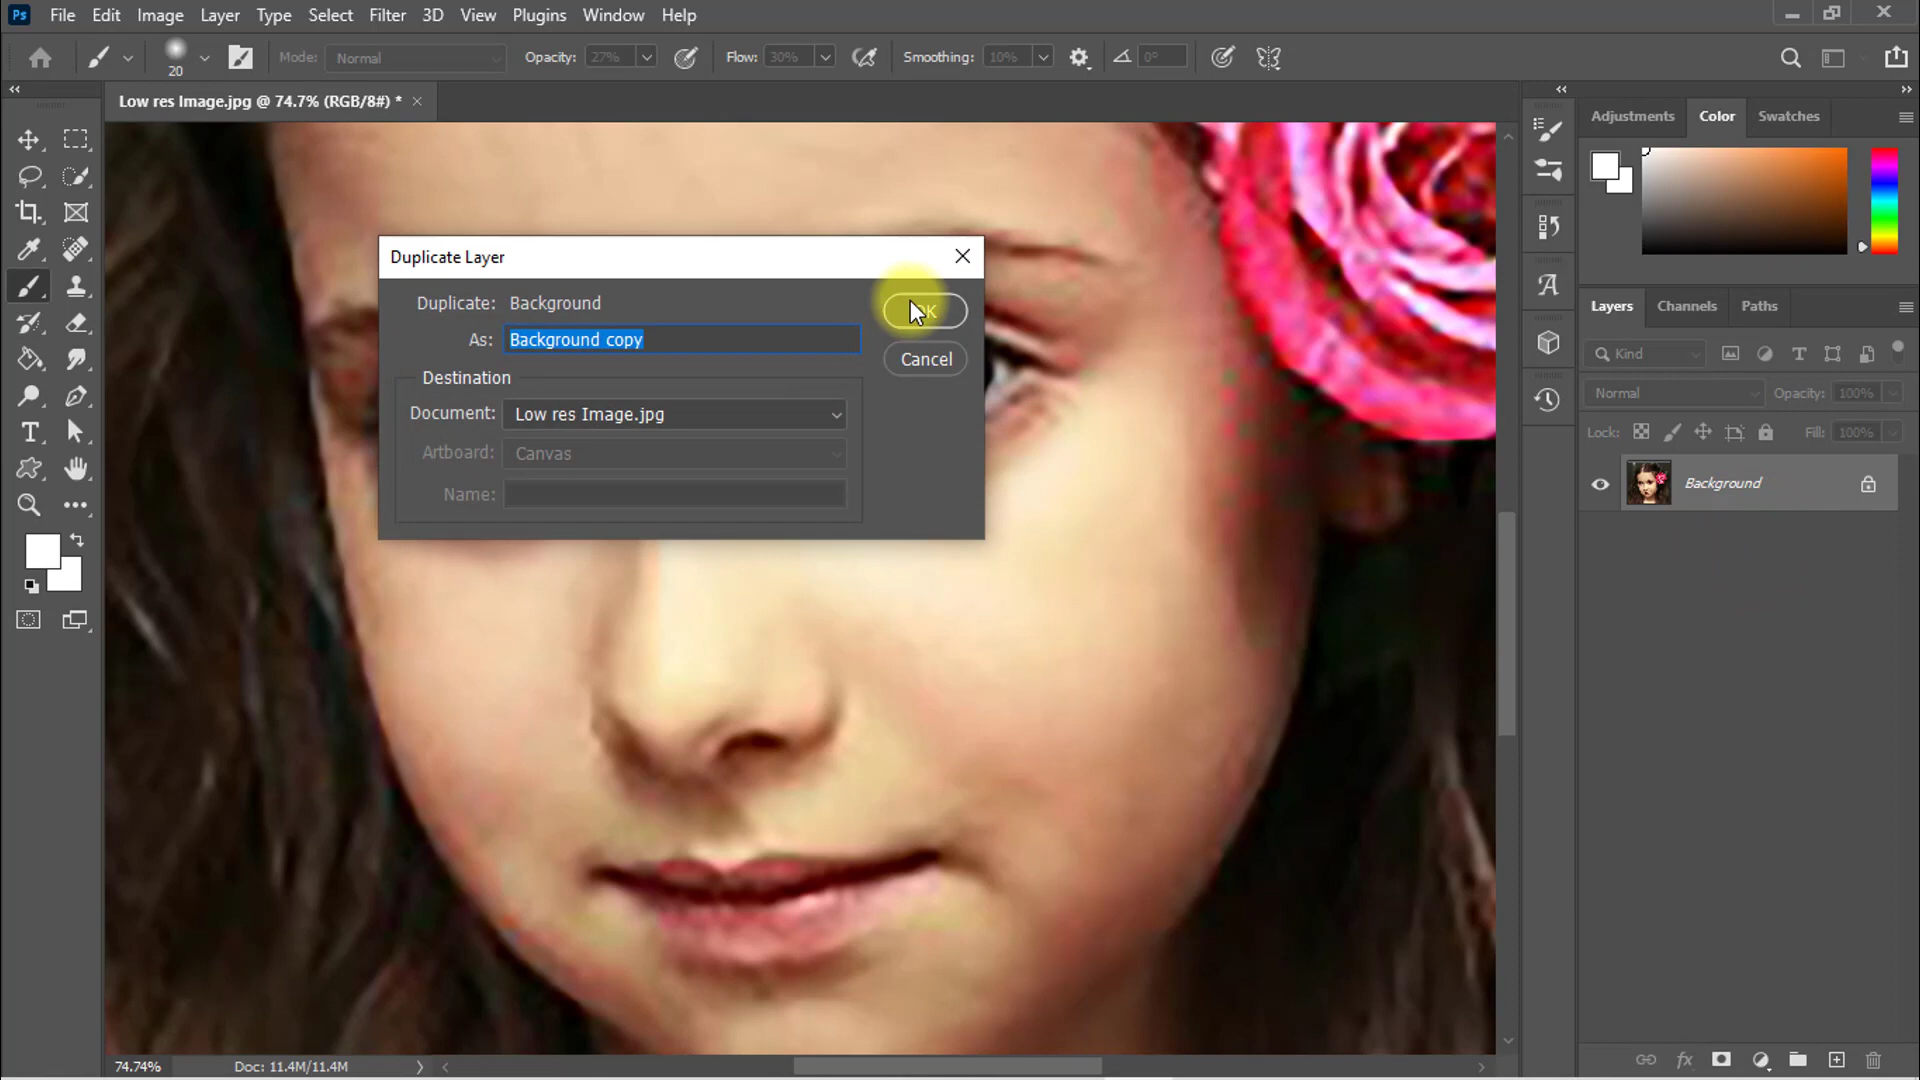 Ps File Edit Image Layer Type Select Filter 3D View Plugins Window Help
20 Mode: Normal Opacity: 27% Flow: 30% Smoothing: 10% 0°
Low res Image.jpg @ 74.7% (RGB/8#) *
Adjustments Color Swatches
Duplicate Layer
Duplicate: Background
OK
As: Background copy
Cancel
Destination
Document: Low res Image.jpg
Artboard: Canvas
Name:
Layers Channels Paths
Kind
Normal Opacity: 100%
Lock: Fill: 100%
Background
74.74% Doc: 11.4M/11.4M